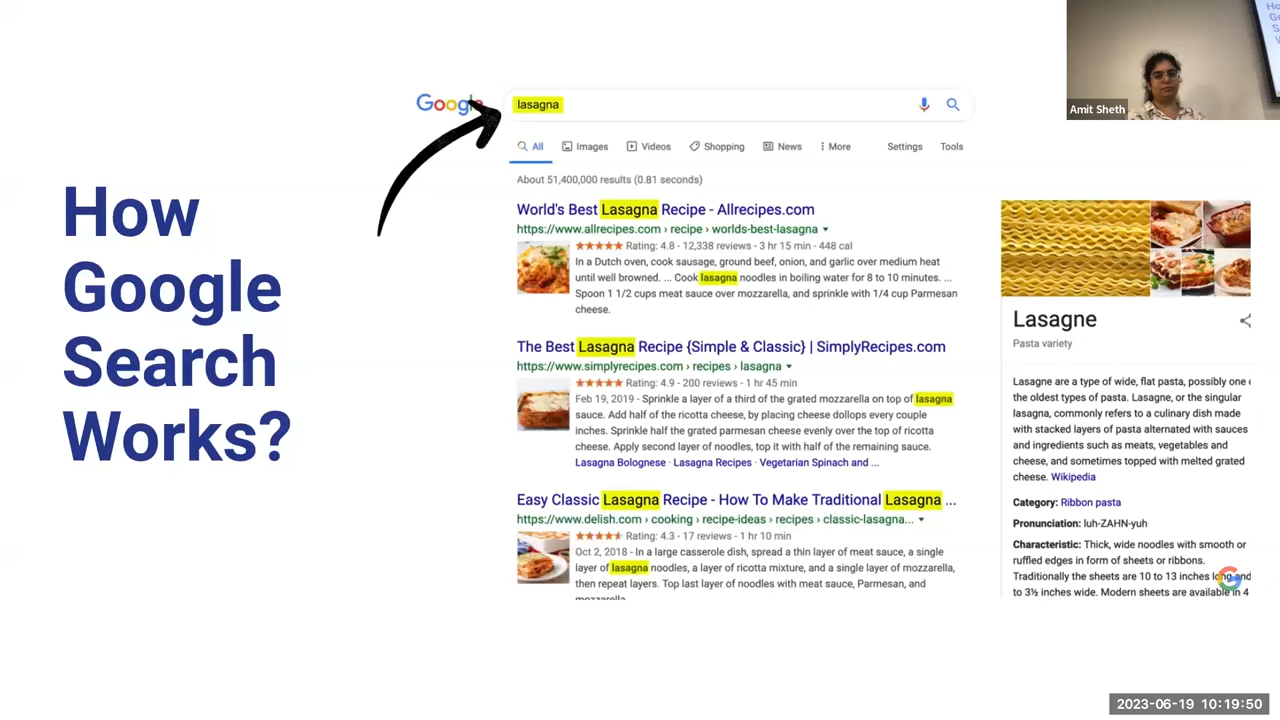 How
Google
Search
Works?
Google
lasagna
All Images Videos Shopping News More Settings Tools
About 51,400,000 results (0.81 seconds)
World's Best Lasagna Recipe - Allrecipes.com
https://www.allrecipes.com › recipe › worlds-best-lasagna
Rating: 4.8 - 12,338 reviews - 3 hr 15 min - 448 cal
In a Dutch oven, cook sausage, ground beef, onion, and garlic over medium heat
until well browned. ... Cook lasagna noodles in boiling water for 8 to 10 minutes. ...
Spoon 1 1/2 cups meat sauce over mozzarella, and sprinkle with 1/4 cup Parmesan
cheese.
The Best Lasagna Recipe {Simple & Classic} | SimplyRecipes.com
https://www.simplyrecipes.com › recipes › lasagna
Rating: 4.9 - 200 reviews - 1 hr 45 min
Feb 19, 2019 - Sprinkle a layer of a third of the grated mozzarella on top of lasagna
sauce. Add half of the ricotta cheese, by placing cheese dollops every couple
inches. Sprinkle half the grated parmesan cheese evenly over the top of ricotta
cheese. Apply second layer of noodles, top it with half of the remaining sauce.
Lasagna Bolognese · Lasagna Recipes · Vegetarian Spinach and ...
Easy Classic Lasagna Recipe - How To Make Traditional Lasagna ...
https://www.delish.com › cooking › recipe-ideas › recipes › classic-lasagna...
Rating: 4.3 - 17 reviews - 1 hr 10 min
Oct 2, 2018 - In a large casserole dish, spread a thin layer of meat sauce, a single
layer of lasagna noodles, a layer of ricotta mixture, and a single layer of mozzarella,
then repeat layers. Top last layer of noodles with meat sauce, Parmesan, and
mozzarella
Lasagne
Pasta variety
Lasagne are a type of wide, flat pasta, possibly one
the oldest types of pasta. Lasagne, or the singular
lasagna, commonly refers to a culinary dish made
with stacked layers of pasta alternated with sauces
and ingredients such as meats, vegetables and
cheese, and sometimes topped with melted grated
cheese. Wikipedia
Category: Ribbon pasta
Pronunciation: luh-ZAHN-yuh
Characteristic: Thick, wide noodles with smooth or
ruffled edges in form of sheets or ribbons.
Traditionally the sheets are 10 to 13 inches long and
to 3½ inches wide. Modern sheets are available in 4
Amit Sheth
2023-06-19 10:19:50